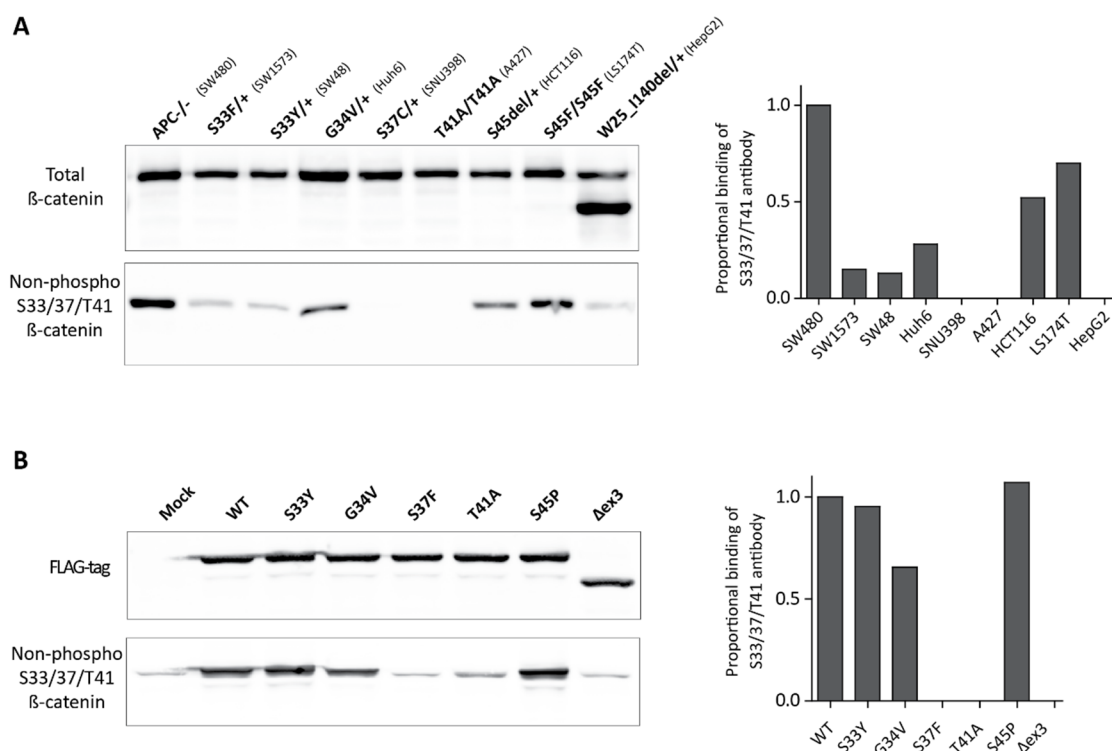 A
APC-/- (SW480)
S33F/+ (SW1573)
S33Y/+ (SW48)
G34V/+ (Huh6)
S37C/+ (SNU398)
T41A/T41A (A427)
S45del/+ (HCT116)
S45F/S45F (LS174T)
W25_I140del/+ (HepG2)
Total
ß-catenin
Non-phospho
S33/37/T41
ß-catenin
Proportional binding of
S33/37/T41 antibody
1.0
0.5
0.0
SW480
SW1573
SW48
Huh6
SNU398
A427
HCT116
LS174T
HepG2
B
Mock
WT
S33Y
G34V
S37F
T41A
S45P
Δex3
FLAG-tag
Non-phospho
S33/37/T41
ß-catenin
Proportional binding of
S33/37/T41 antibody
1.0
0.5
0.0
WT
S33Y
G34V
S37F
T41A
S45P
Δex3